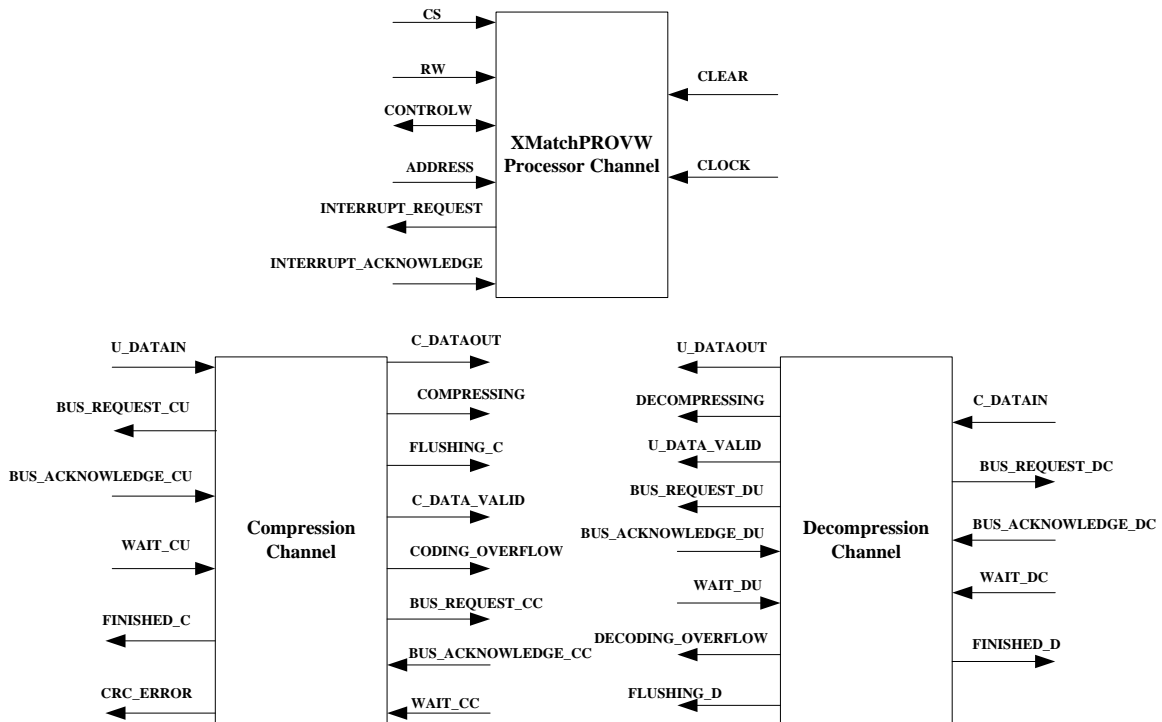 CS
RW
CONTROLW
ADDRESS
INTERRUPT_REQUEST
INTERRUPT_ACKNOWLEDGE
XMatchPROVW
Processor Channel
CLEAR
CLOCK
U_DATAIN
BUS_REQUEST_CU
BUS_ACKNOWLEDGE_CU
WAIT_CU
FINISHED_C
CRC_ERROR
Compression
Channel
C_DATAOUT
COMPRESSING
FLUSHING_C
C_DATA_VALID
CODING_OVERFLOW
BUS_REQUEST_CC
BUS_ACKNOWLEDGE_CC
WAIT_CC
U_DATAOUT
DECOMPRESSING
U_DATA_VALID
BUS_REQUEST_DU
BUS_ACKNOWLEDGE_DU
WAIT_DU
DECODING_OVERFLOW
FLUSHING_D
Decompression
Channel
C_DATAIN
BUS_REQUEST_DC
BUS_ACKNOWLEDGE_DC
WAIT_DC
FINISHED_D